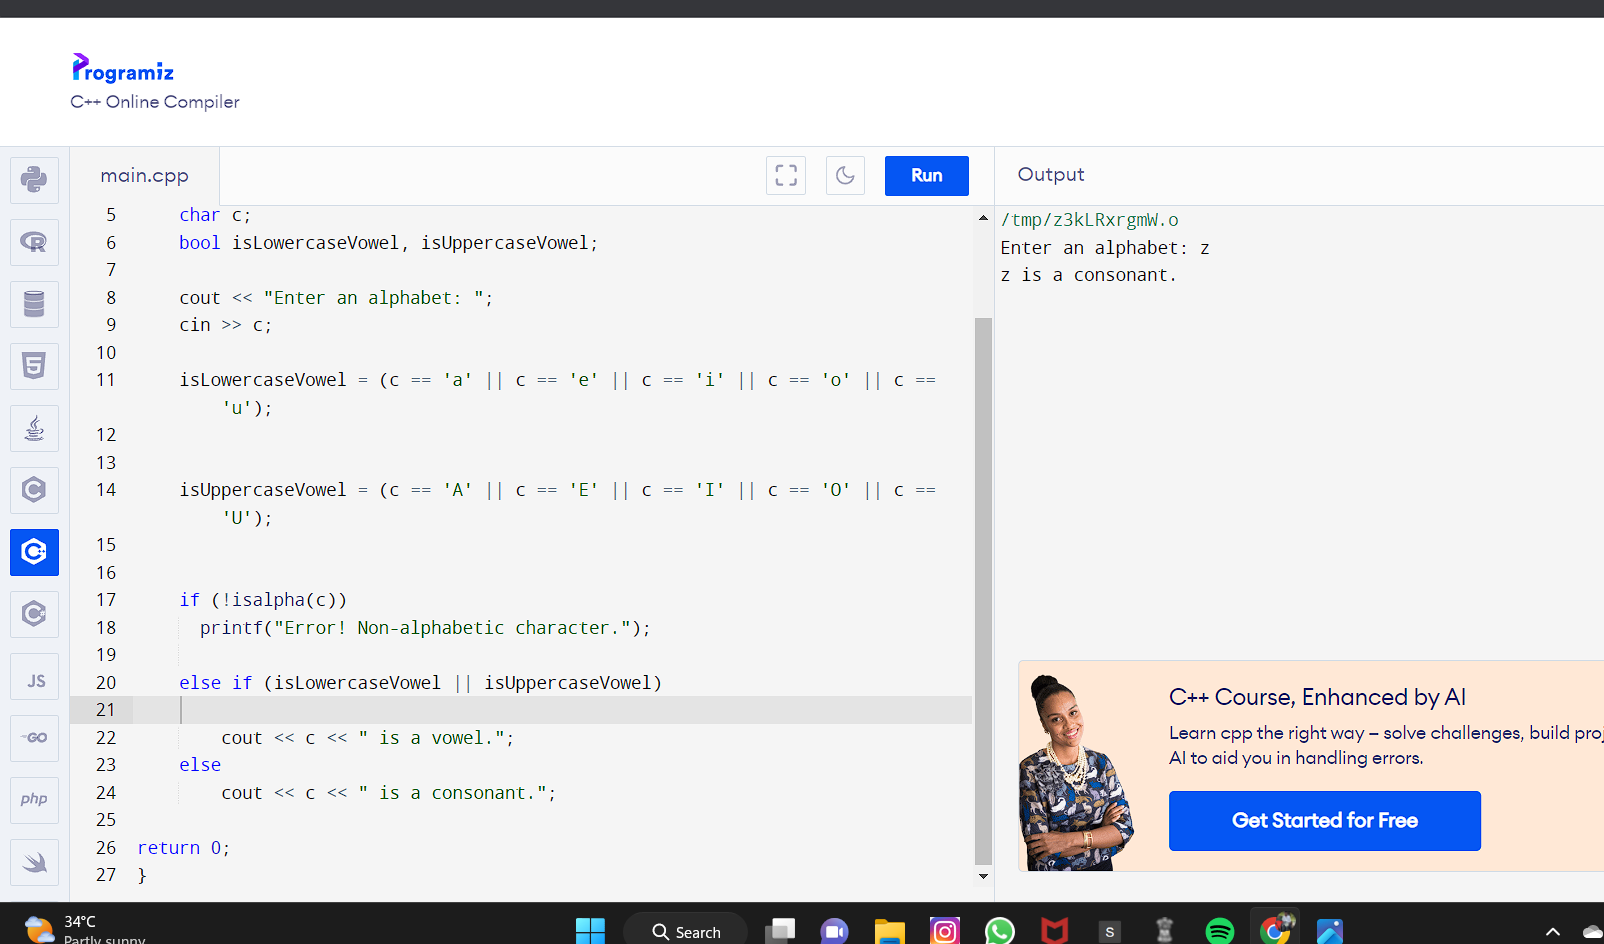 Programiz
C++ Online Compiler
main.cpp
Run
Output
5 char c;
6 bool isLowercaseVowel, isUppercaseVowel;
7
8 cout << "Enter an alphabet: ";
9 cin >> c;
10
11 isLowercaseVowel = (c == 'a' || c == 'e' || c == 'i' || c == 'o' || c ==
'u');
12
13
14 isUppercaseVowel = (c == 'A' || c == 'E' || c == 'I' || c == 'O' || c ==
'U');
15
16
17 if (!isalpha(c))
18 printf("Error! Non-alphabetic character.");
19
20 else if (isLowercaseVowel || isUppercaseVowel)
21
22 cout << c << " is a vowel.";
23 else
24 cout << c << " is a consonant.";
25
26 return 0;
27 }
/tmp/z3kLRxrgmW.o
Enter an alphabet: z
z is a consonant.
C++ Course, Enhanced by AI
Learn cpp the right way – solve challenges, build proj
AI to aid you in handling errors.
Get Started for Free
R
5
C
C++
C#
JS
GO
php
34°C
Partly sunny
Search
S